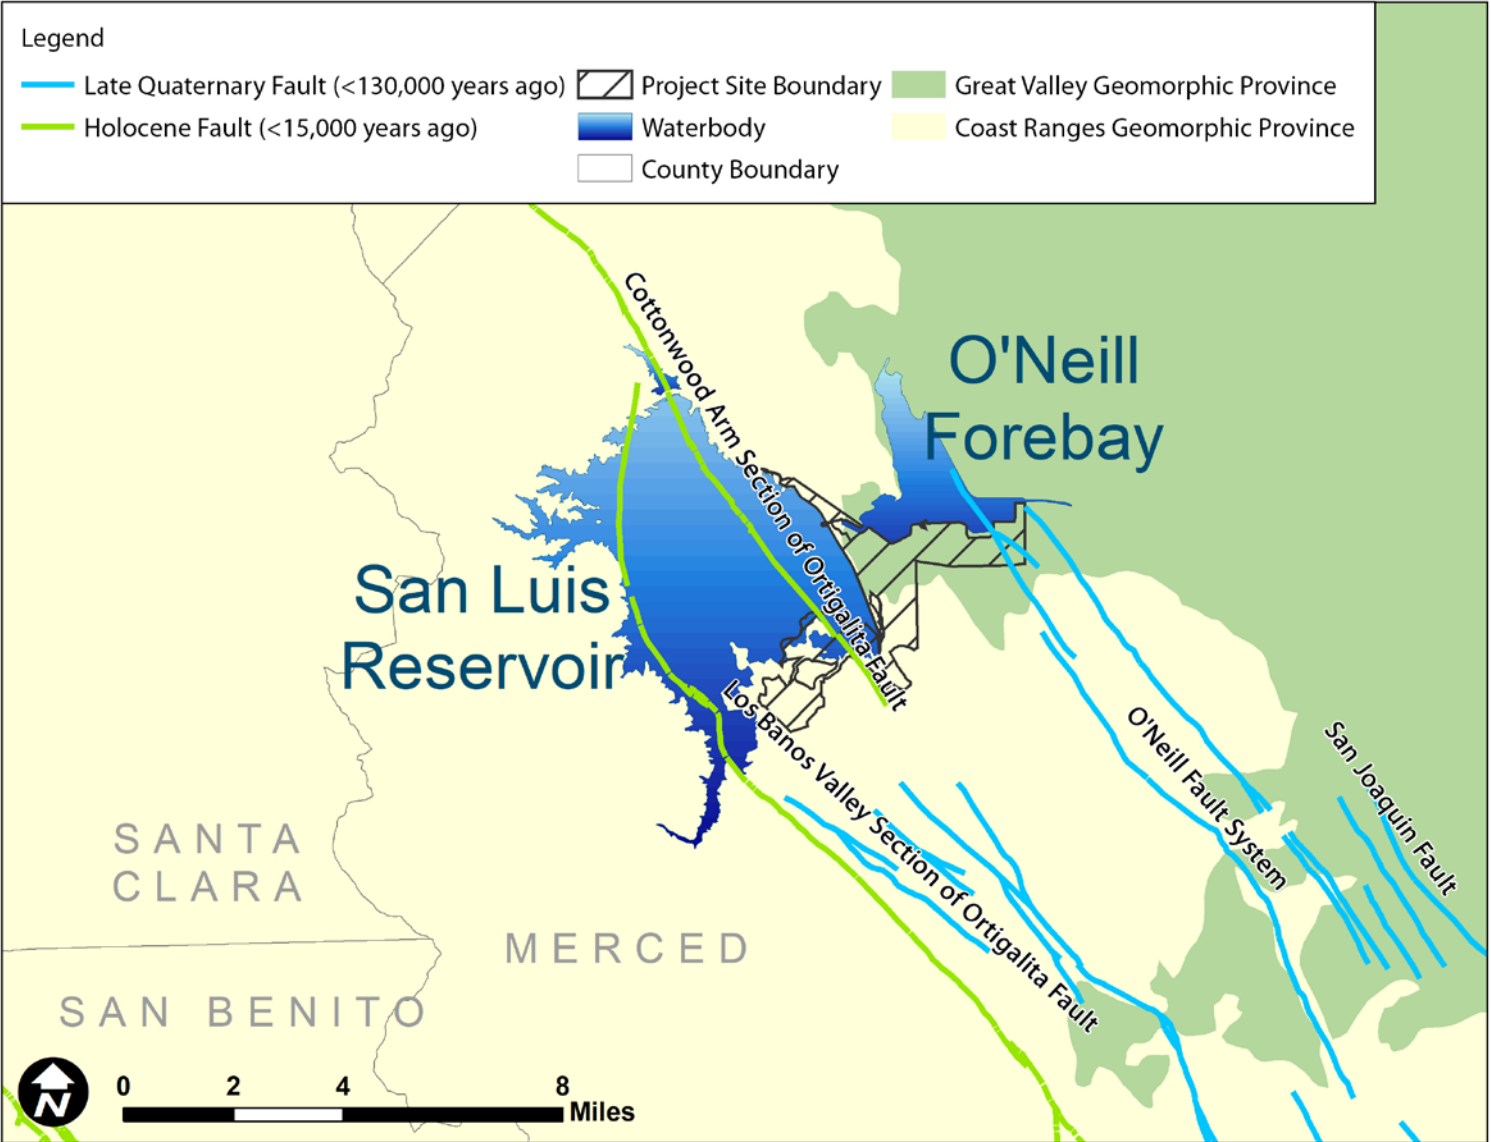 Legend
Late Quaternary Fault (<130,000 years ago)
Holocene Fault (<15,000 years ago)
Project Site Boundary
Waterbody
County Boundary
Great Valley Geomorphic Province
Coast Ranges Geomorphic Province
Cottonwood Arm Section of Ortigalita Fault
O'Neill
Forebay
San Luis
Reservoir
Los Banos Valley Section of Ortigalita Fault
O'Neill Fault System
San Joaquin Fault
SANTA
CLARA
MERCED
SAN BENITO
N
0 2 4 8
Miles